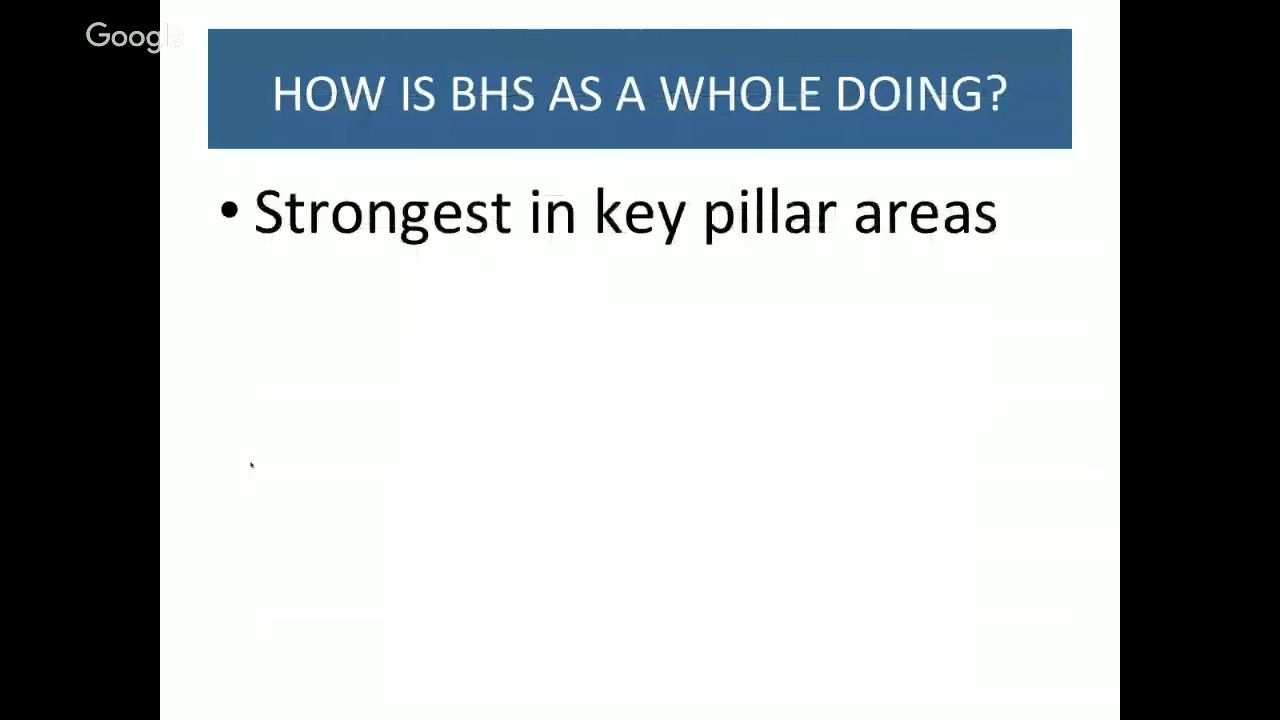 Google
HOW IS BHS AS A WHOLE DOING?
• Strongest in key pillar areas